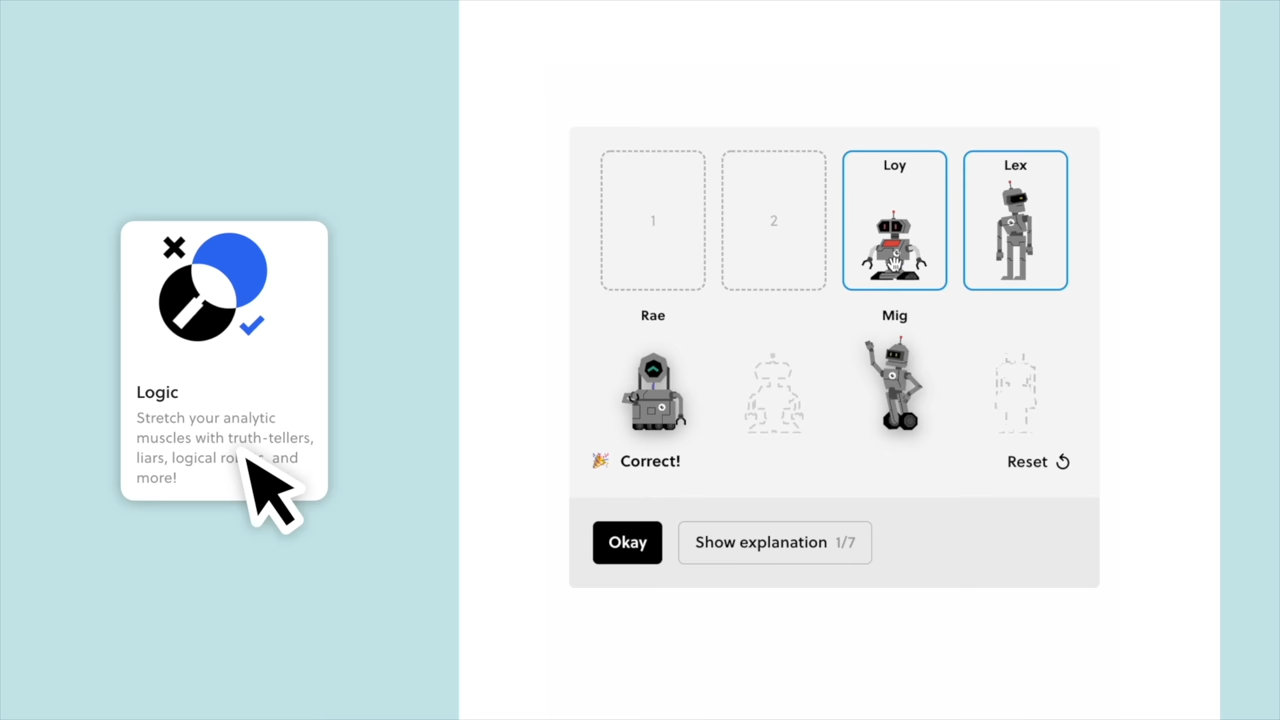 Logic
Stretch your analytic
muscles with truth-tellers,
liars, logical and
more!
1
2
Loy
Lex
Rae
Mig
Correct!
Reset
Okay
Show explanation 1/7